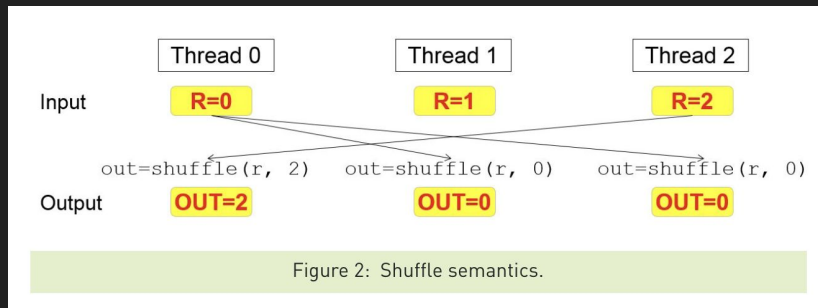 Thread 0 Thread 1 Thread 2
Input R=0 R=1 R=2
out=shuffle(r, 2) out=shuffle(r, 0) out=shuffle(r, 0)
Output OUT=2 OUT=0 OUT=0
Figure 2: Shuffle semantics.